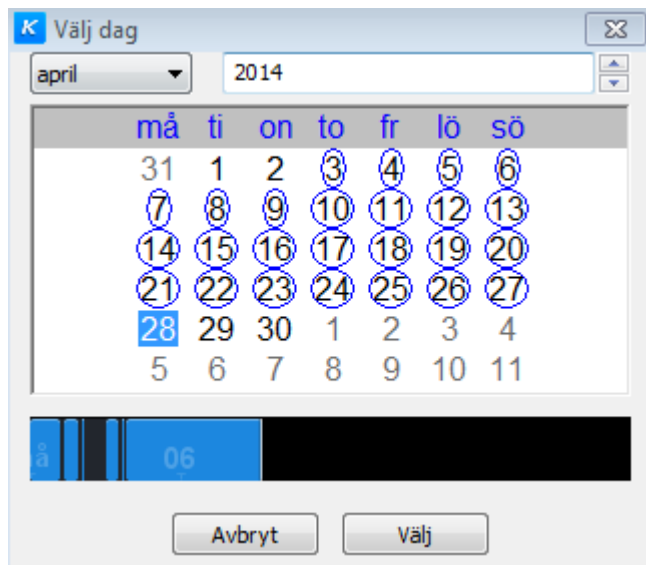 K Välj dag
april 2014
må ti on to fr lö sö
31 1 2 3 4 5 6
7 8 9 10 11 12 13
14 15 16 17 18 19 20
21 22 23 24 25 26 27
28 29 30 1 2 3 4
5 6 7 8 9 10 11
å 06
Avbryt Välj